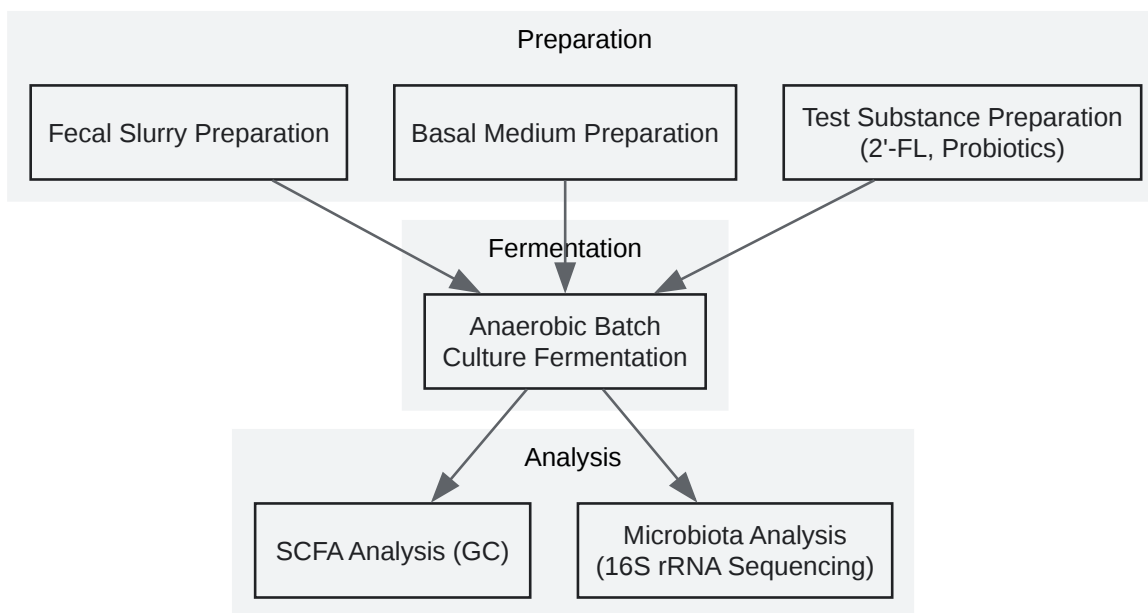 Preparation
Fecal Slurry Preparation
Basal Medium Preparation
Test Substance Preparation
(2'-FL, Probiotics)
Fermentation
Anaerobic Batch
Culture Fermentation
Analysis
SCFA Analysis (GC)
Microbiota Analysis
(16S rRNA Sequencing)